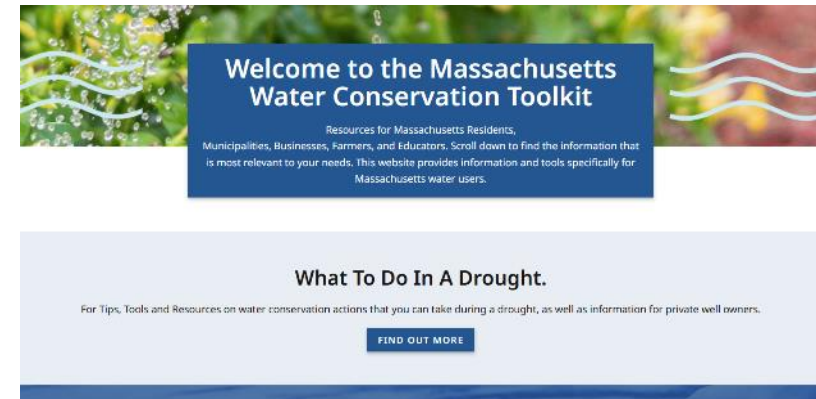 Welcome to the Massachusetts
Water Conservation Toolkit
Resources for Massachusetts Residents,
Municipalities, Businesses, Farmers, and Educators. Scroll down to find the information that
is most relevant to your needs. This website provides information and tools specifically for
Massachusetts water users.
What To Do In A Drought.
For Tips, Tools and Resources on water conservation actions that you can take during a drought, as well as information for private well owners.
FIND OUT MORE